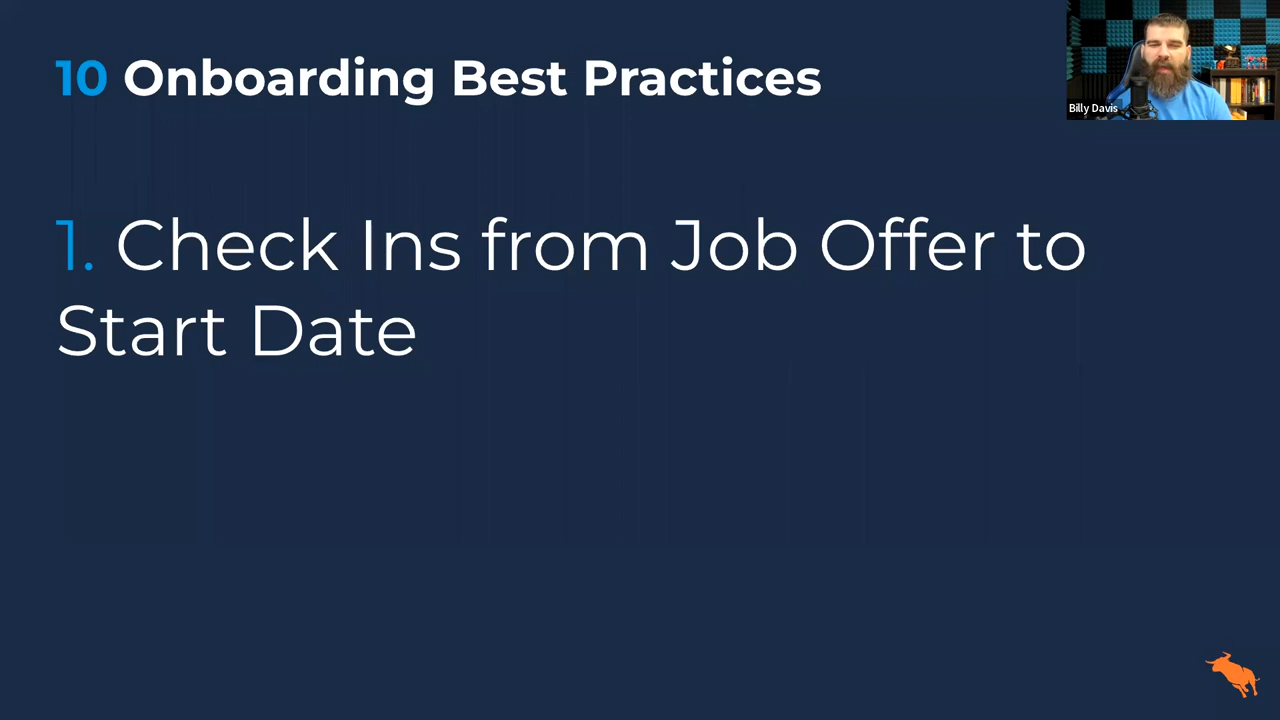 10 Onboarding Best Practices
Billy Davis
1. Check Ins from Job Offer to
Start Date